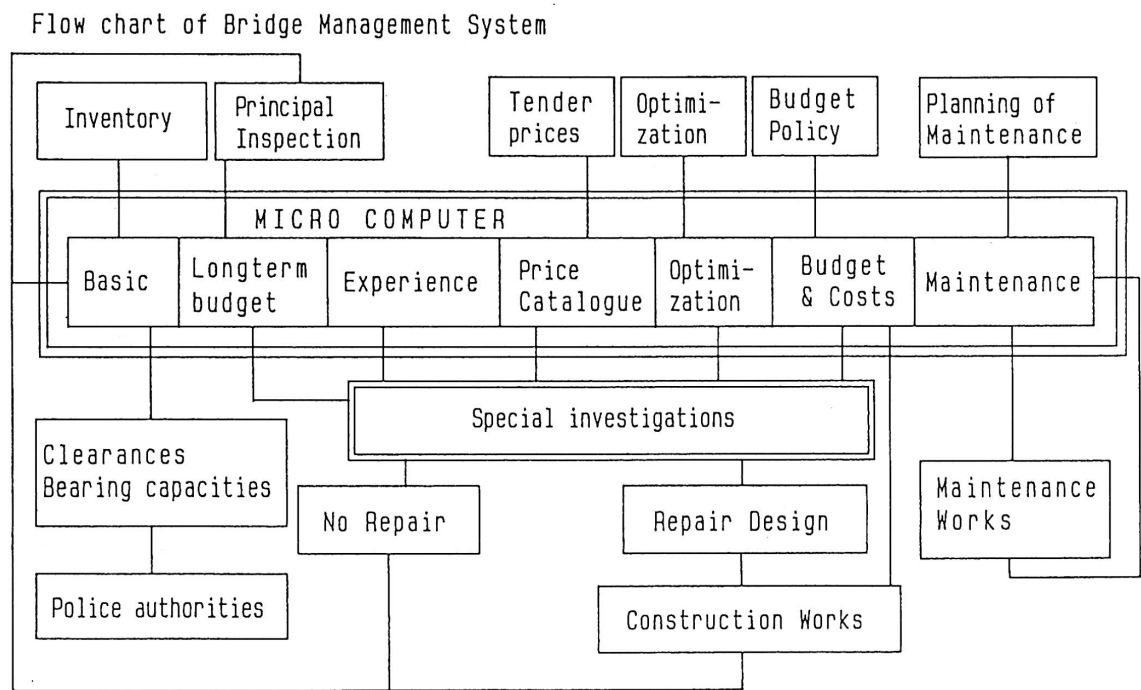 Flow chart of Bridge Management System
Inventory
Principal
Inspection
Tender
prices
Optimi-
zation
Budget
Policy
Planning of
Maintenance
MICRO COMPUTER
Basic
Longterm
budget
Experience
Price
Catalogue
Optimi-
zation
Budget
& Costs
Maintenance
Special investigations
Clearances
Bearing capacities
No Repair
Repair Design
Maintenance
Works
Police authorities
Construction Works